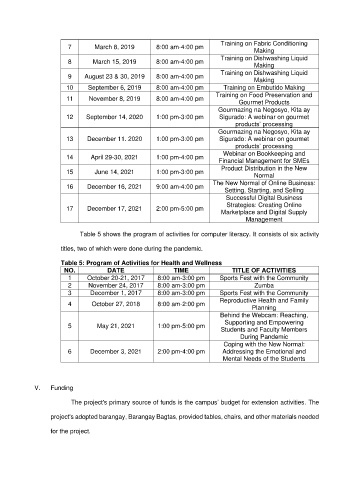 7 March 8, 2019 8:00 am-4:00 pm Training on Fabric Conditioning
Making
8 March 15, 2019 8:00 am-4:00 pm Training on Dishwashing Liquid
Making
9 August 23 & 30, 2019 8:00 am-4:00 pm Training on Dishwashing Liquid
Making
10 September 6, 2019 8:00 am-4:00 pm Training on Embutido Making
11 November 8, 2019 8:00 am-4:00 pm Training on Food Preservation and
Gourmet Products
12 September 14, 2020 1:00 pm-3:00 pm Gourmazing na Negosyo, Kita ay
Sigurado: A webinar on gourmet
products' processing
13 December 11. 2020 1:00 pm-3:00 pm Gourmazing na Negosyo, Kita ay
Sigurado: A webinar on gourmet
products' processing
14 April 29-30, 2021 1:00 pm-4:00 pm Webinar on Bookkeeping and
Financial Management for SMEs
15 June 14, 2021 1:00 pm-3:00 pm Product Distribution in the New
Normal
16 December 16, 2021 9:00 am-4:00 pm The New Normal of Online Business:
Setting, Starting, and Selling
17 December 17, 2021 2:00 pm-5:00 pm Successful Digital Business
Strategies: Creating Online
Marketplace and Digital Supply
Management
Table 5 shows the program of activities for computer literacy. It consists of six activity
titles, two of which were done during the pandemic.
Table 5: Program of Activities for Health and Wellness
NO. DATE TIME TITLE OF ACTIVITIES
1 October 20-21, 2017 8:00 am-3:00 pm Sports Fest with the Community
2 November 24, 2017 8:00 am-3:00 pm Zumba
3 December 1, 2017 8:00 am-3:00 pm Sports Fest with the Community
4 October 27, 2018 8:00 am-2:00 pm Reproductive Health and Family
Planning
5 May 21, 2021 1:00 pm-5:00 pm Behind the Webcam: Reaching,
Supporting and Empowering
Students and Faculty Members
During Pandemic
6 December 3, 2021 2:00 pm-4:00 pm Coping with the New Normal:
Addressing the Emotional and
Mental Needs of the Students
V. Funding
The project's primary source of funds is the campus' budget for extension activities. The
project's adopted barangay, Barangay Bagtas, provided tables, chairs, and other materials needed
for the project.